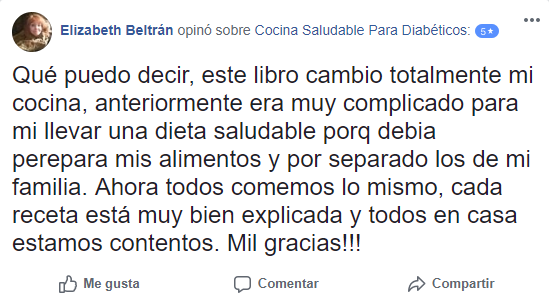 Elizabeth Beltrán opinó sobre Cocina Saludable Para Diabéticos: 5★
Qué puedo decir, este libro cambio totalmente mi
cocina, anteriormente era muy complicado para
mi llevar una dieta saludable porq debia
perepara mis alimentos y por separado los de mi
familia. Ahora todos comemos lo mismo, cada
receta está muy bien explicada y todos en casa
estamos contentos. Mil gracias!!!
Me gusta Comentar Compartir